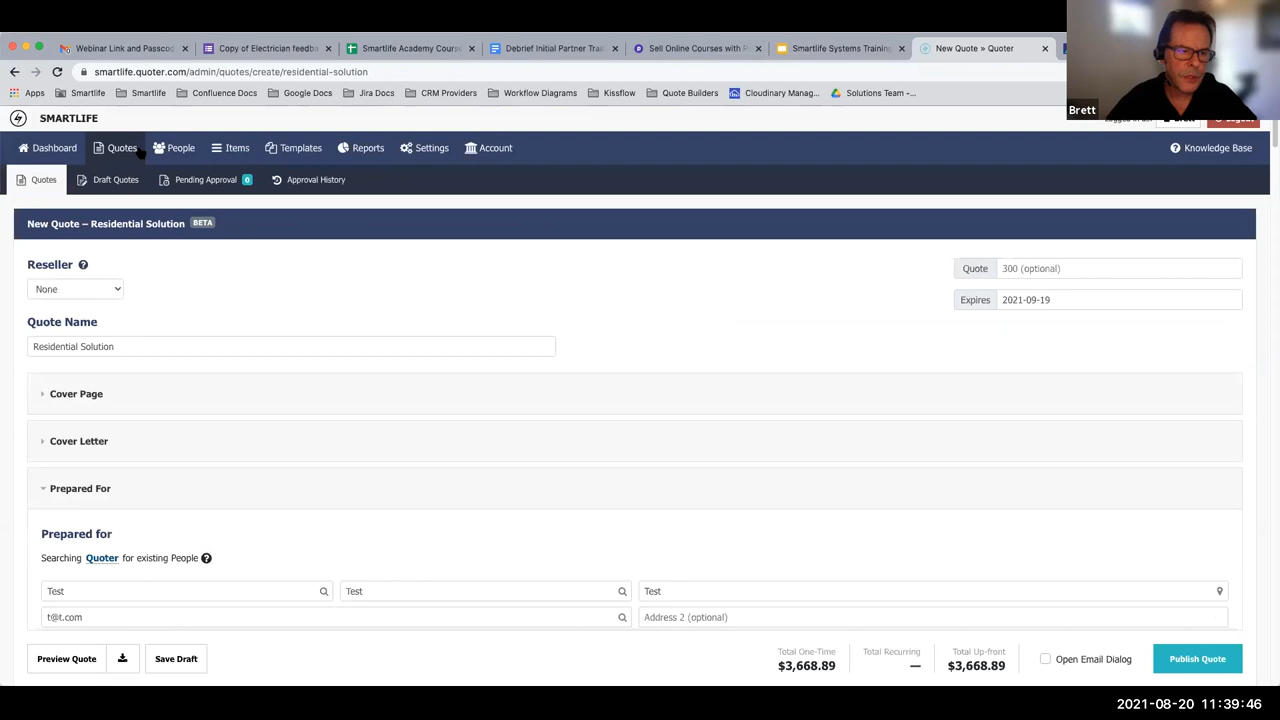 Webinar Link and Passcod
Copy of Electrician feedba
Smartlife Academy Course
Debrief Initial Partner Trai
Sell Online Courses with P
Smartlife Systems Training
New Quote » Quoter
smartlife.quoter.com/admin/quotes/create/residential-solution
Apps
Smartlife
Smartlife
Confluence Docs
Google Docs
Jira Docs
CRM Providers
Workflow Diagrams
Kissflow
Quote Builders
Cloudinary Manag...
Solutions Team -...
Brett
SMARTLIFE
Dashboard
Quotes
People
Items
Templates
Reports
Settings
Account
Knowledge Base
Quotes
Draft Quotes
Pending Approval 0
Approval History
New Quote – Residential Solution BETA
Reseller
None
Quote 300 (optional)
Expires 2021-09-19
Quote Name
Residential Solution
Cover Page
Cover Letter
Prepared For
Prepared for
Searching Quoter for existing People
Test
Test
Test
t@t.com
Address 2 (optional)
Preview Quote
Save Draft
Total One-Time
$3,668.89
Total Recurring
—
Total Up-front
$3,668.89
Open Email Dialog
Publish Quote
2021-08-20 11:39:46